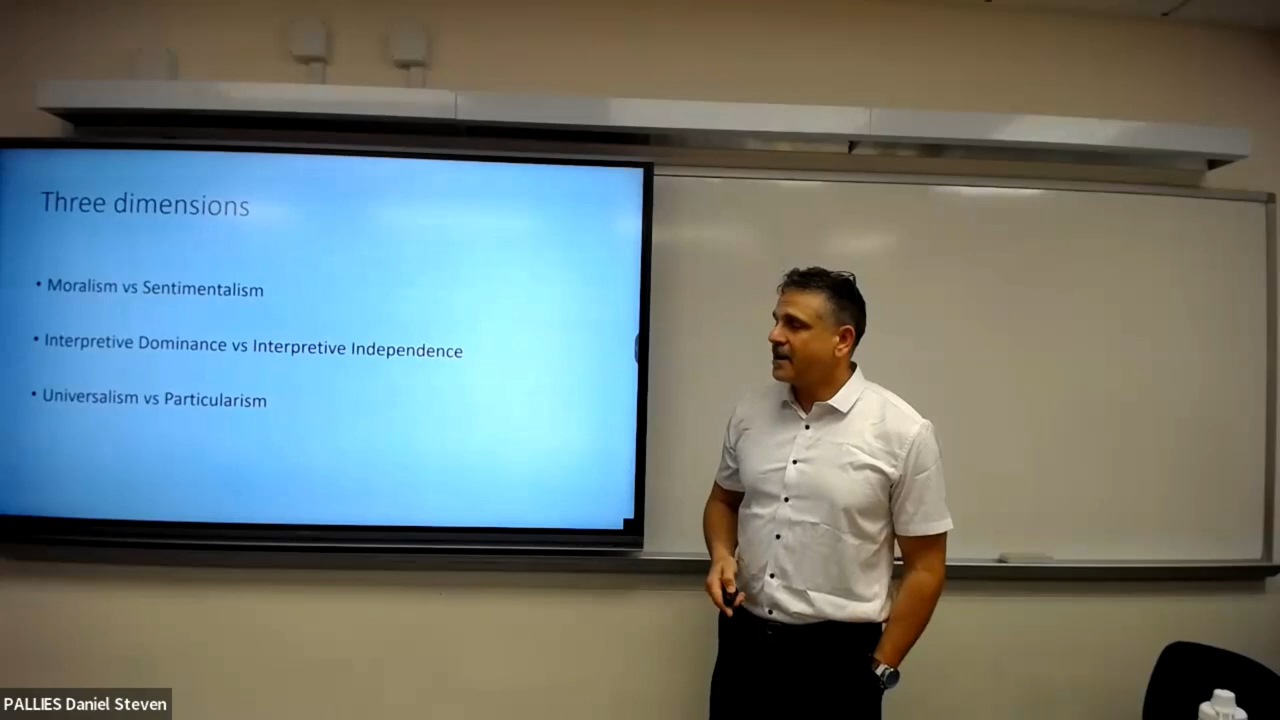 Three dimensions
• Moralism vs Sentimentalism
• Interpretive Dominance vs Interpretive Independence
• Universalism vs Particularism
PALLIES Daniel Steven